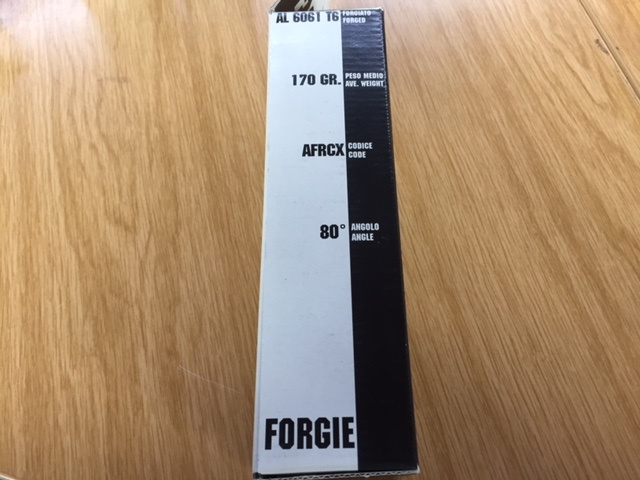 AL 6061 T6 FORGIATO
FORGED
170 GR. PESO MEDIO
AVE. WEIGHT
AFRCX CODICE
CODE
80° ANGOLO
ANGLE
FORGIE